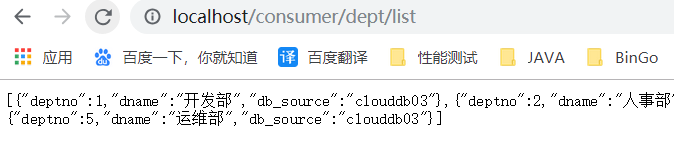 localhost/consumer/dept/list
应用 百度一下，你就知道 译 百度翻译 性能测试 JAVA BinGo
[{"deptno":1,"dname":"开发部","db_source":"clouddb03"},{"deptno":2,"dname":"人事部"
{"deptno":5,"dname":"运维部","db_source":"clouddb03"}]